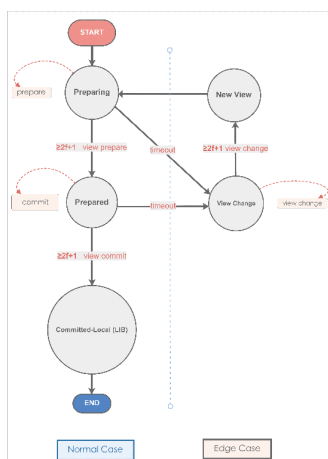 START
prepare
Preparing
New View
≥2f+1 view prepare
timeout
≥2f+1 view change
commit
Prepared
timeout
View Change
view change
≥2f+1 view commit
Committed-Local (LIB)
END
Normal Case
Edge Case